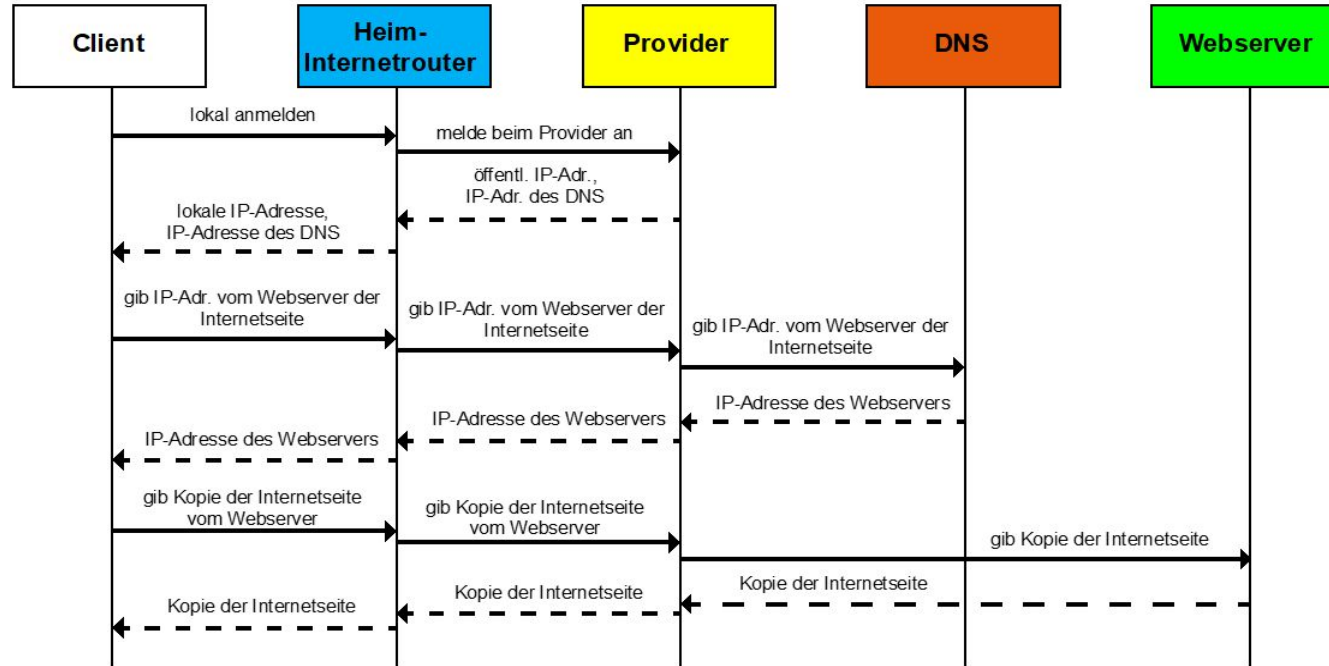 Client
Heim-
Internetrouter
Provider
DNS
Webserver
lokal anmelden
melde beim Provider an
öffentl. IP-Adr.,
IP-Adr. des DNS
lokale IP-Adresse,
IP-Adresse des DNS
gib IP-Adr. vom Webserver der
Internetseite
gib IP-Adr. vom Webserver der
Internetseite
gib IP-Adr. vom Webserver der
Internetseite
IP-Adresse des Webservers
IP-Adresse des Webservers
IP-Adresse des Webservers
gib Kopie der Internetseite
vom Webserver
gib Kopie der Internetseite
vom Webserver
gib Kopie der Internetseite
Kopie der Internetseite
Kopie der Internetseite
Kopie der Internetseite